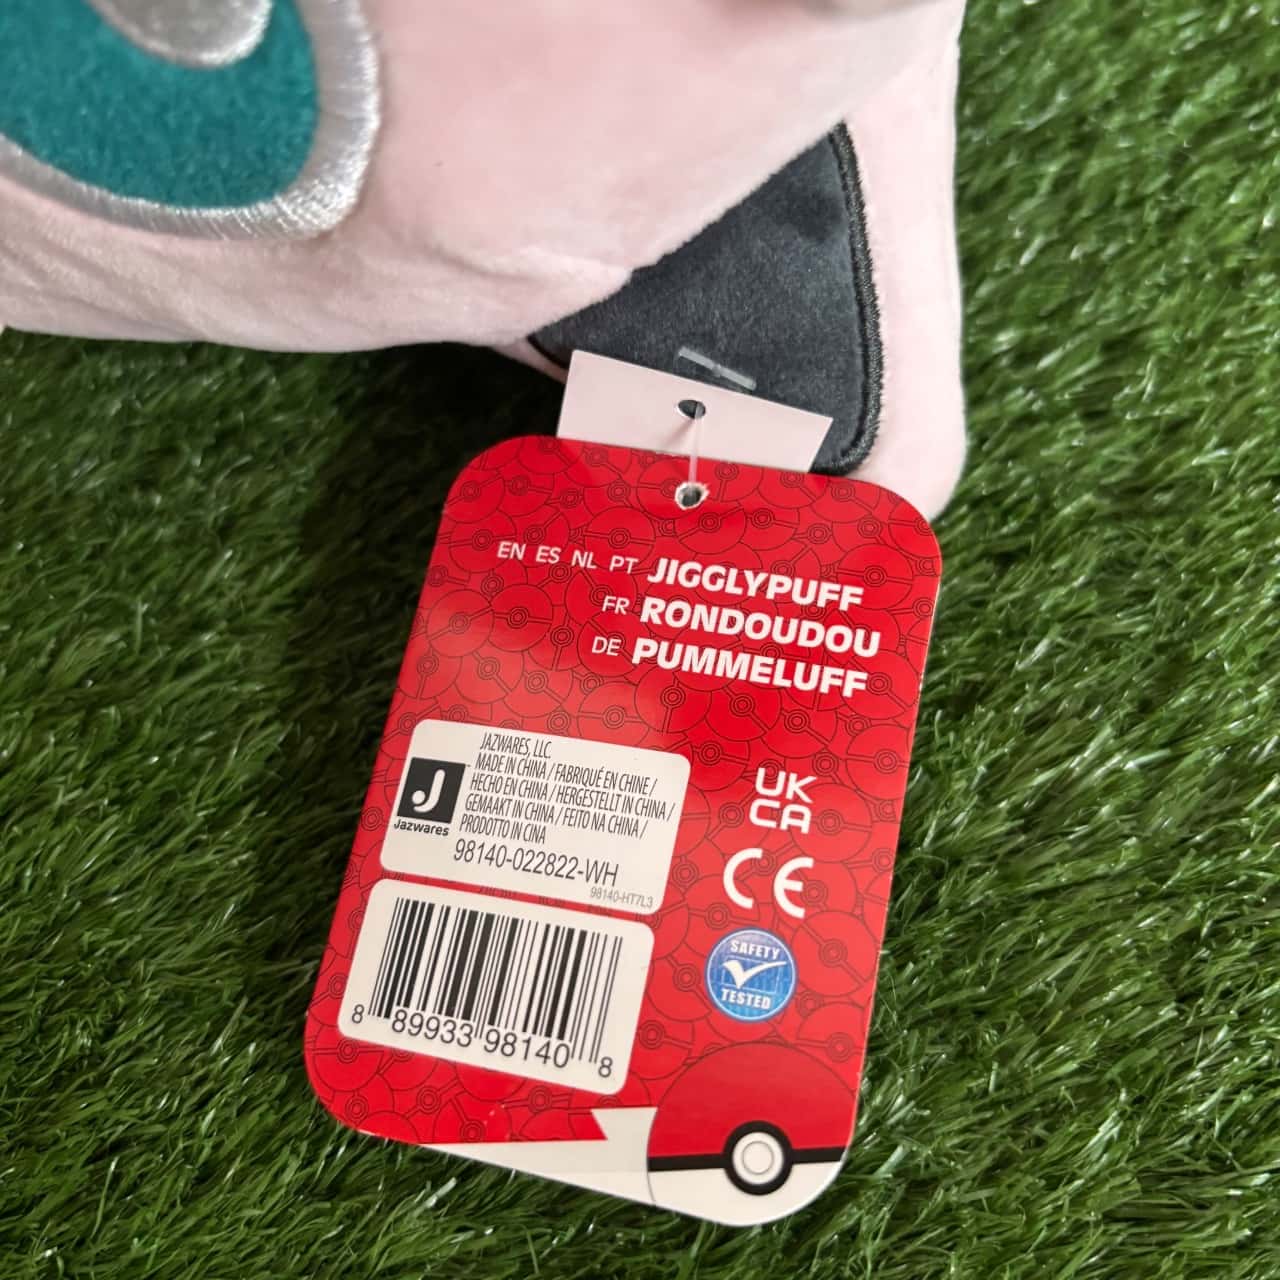 EN ES NL PT JIGGLYPUFF
FR RONDOUDOU
DE PUMMELUFF
JAZWARES, LLC.
MADE IN CHINA / FABRIQUÉ EN CHINE /
HECHO EN CHINA / HERGESTELLT IN CHINA /
GEMAAKT IN CHINA / FEITO NA CHINA /
PRODOTTO IN CINA
J
Jazwares
98140-022822-WH
98140-HT7L3
UK
CA
CE
SAFETY
TESTED
8 89933 98140 8